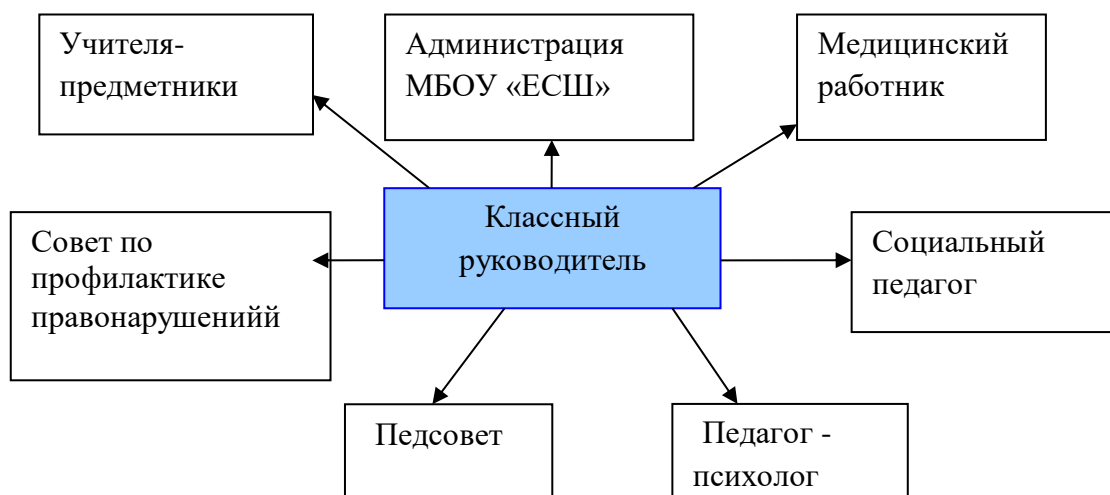 Учителя-
предметники
Администрация
МБОУ «ЕСШ»
Медицинский
работник
Классный
руководитель
Совет по
профилактике
правонарушенийй
Социальный
педагог
Педсовет
Педагог -
психолог